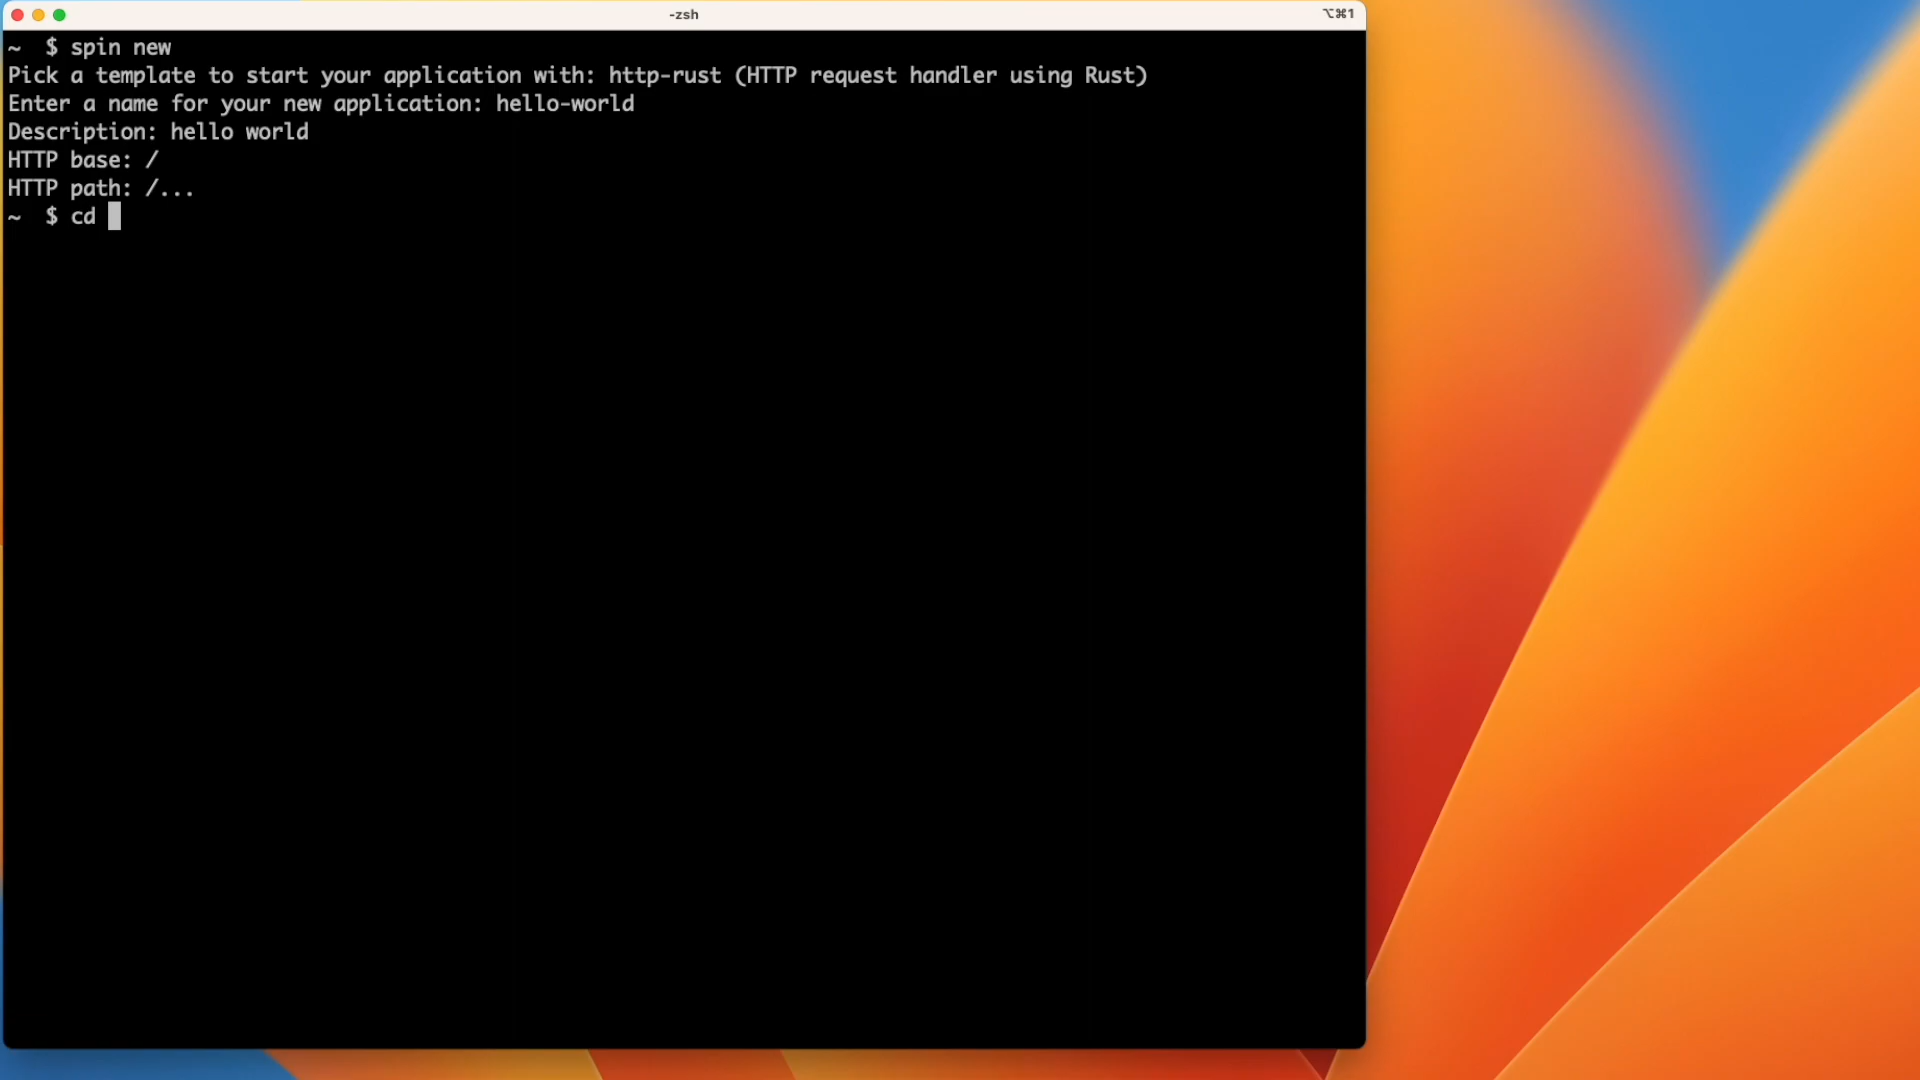 -zsh
⌥⌘1
~  $ spin new
Pick a template to start your application with: http-rust (HTTP request handler using Rust)
Enter a name for your new application: hello-world
Description: hello world
HTTP base: /
HTTP path: /...
~  $ cd